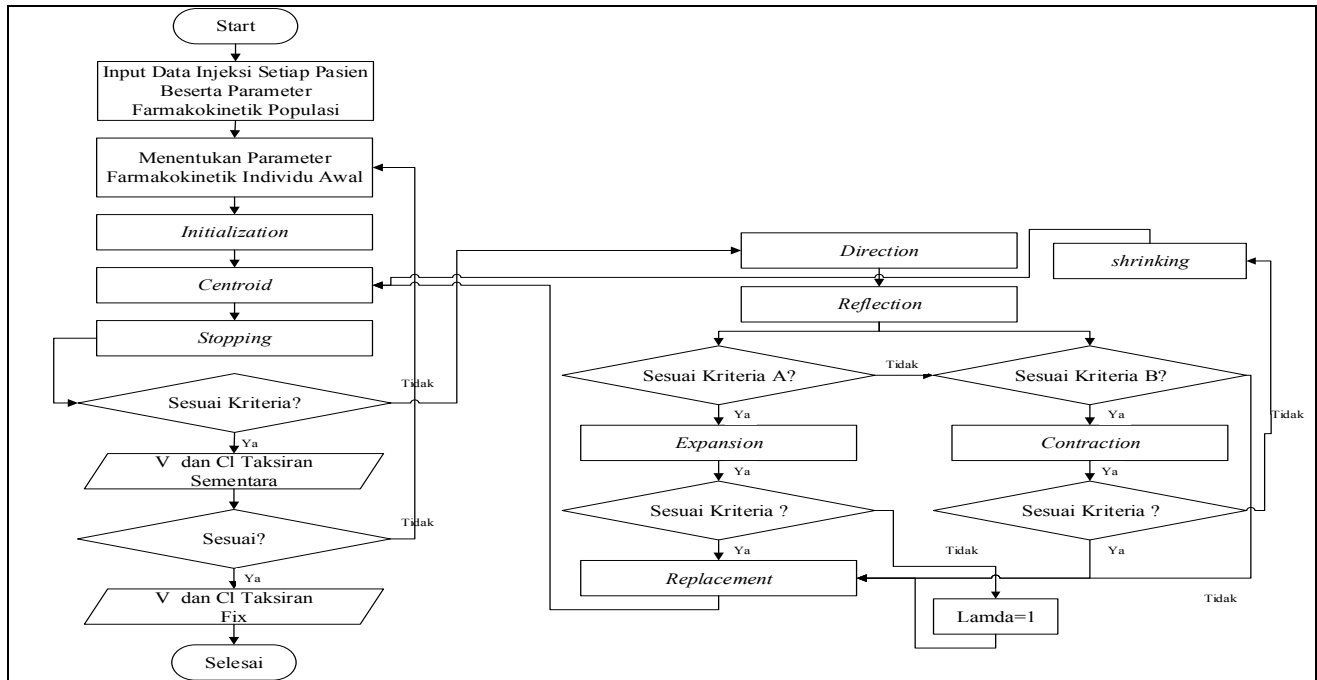 Start
Input Data Injeksi Setiap Pasien
Beserta Parameter
Farmakokinetik Populasi
Menentukan Parameter
Farmakokinetik Individu Awal
Initialization
Centroid
Stopping
Sesuai Kriteria?
Tidak
Ya
V dan Cl Taksiran
Sementara
Sesuai?
Tidak
Ya
V dan Cl Taksiran
Fix
Selesai
Direction
shrinking
Reflection
Sesuai Kriteria A?
Tidak
Sesuai Kriteria B?
Ya
Ya
Tidak
Expansion
Contraction
Ya
Ya
Sesuai Kriteria ?
Sesuai Kriteria ?
Ya
Tidak
Ya
Replacement
Tidak
Lamda=1